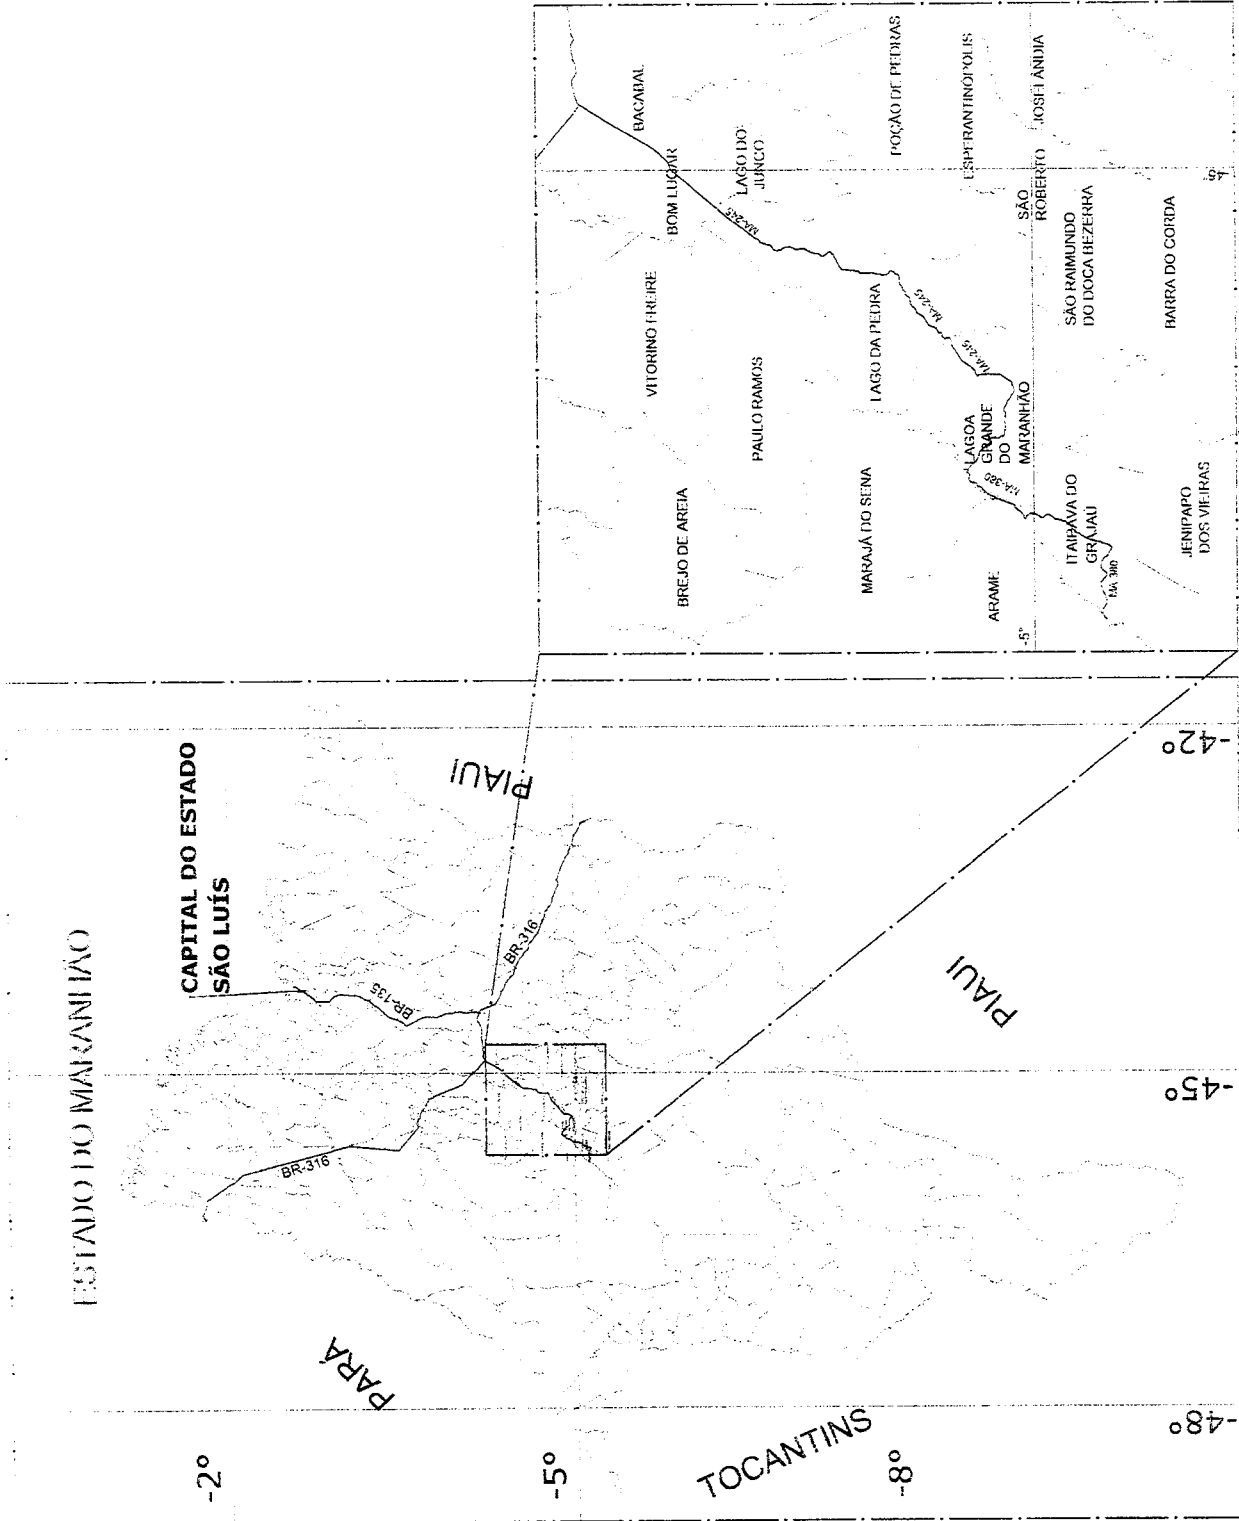 ESTADO DO MARANHÃO
CAPITAL DO ESTADO
SÃO LUÍS
BR-316
BR-135
BR-316
PARÁ
PIAUI
PIAUI
TOCANTINS
-2°
-5°
-8°
-48°
-45°
-42°
BACABAL
BOM LUGAR
LAGO DO
JUNCO
POÇÃO DE PEDRAS
ESPERANTINÓPOLIS
JOSELÂNDIA
SÃO
ROBERTO
-45°
MA-245
VITORINO FREIRE
PAULO RAMOS
LAGO DA PEDRA
MA-245
MA-245
SÃO RAIMUNDO
DO DOCA BEZERRA
BARRA DO CORDA
BREJO DE AREIA
MARAJÁ DO SENA
LAGOA
GRANDE
DO
MARANHÃO
MA-380
ARAME
-5°
ITAIPAVA DO
GRAJAÚ
MA-380
JENIPAPO
DOS VIEIRAS